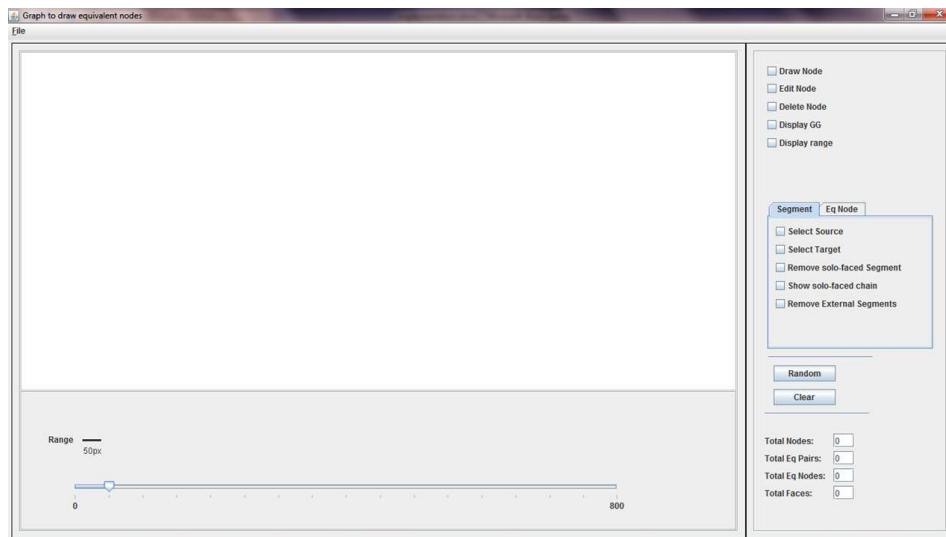 Graph to draw equivalent nodes
File
Draw Node
Edit Node
Delete Node
Display GG
Display range
Segment Eq Node
Select Source
Select Target
Remove solo-faced Segment
Show solo-faced chain
Remove External Segments
Random
Clear
Range
50px
0 800
Total Nodes: 0
Total Eq Pairs: 0
Total Eq Nodes: 0
Total Faces: 0